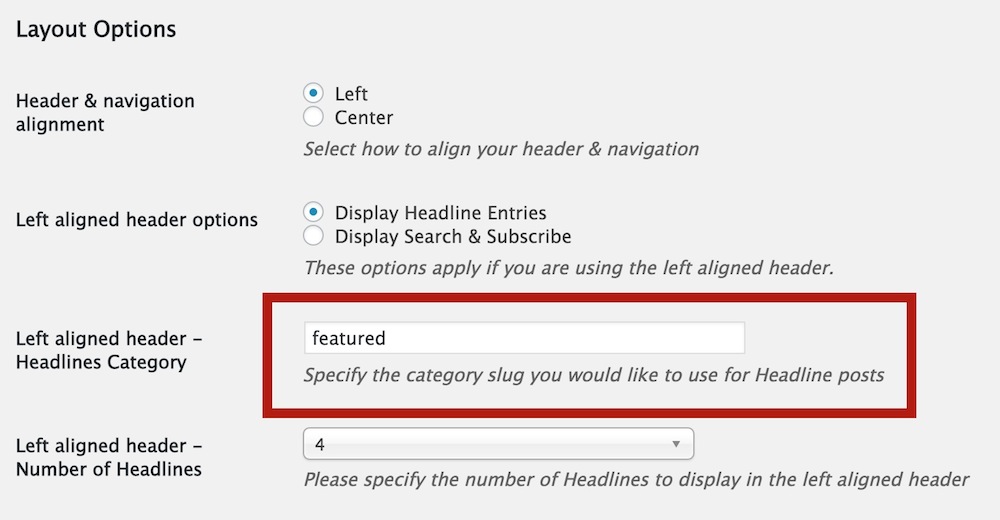 Layout Options
Header & navigation
alignment
Left
Center
Select how to align your header & navigation
Left aligned header options
Display Headline Entries
Display Search & Subscribe
These options apply if you are using the left aligned header.
Left aligned header –
Headlines Category
featured
Specify the category slug you would like to use for Headline posts
Left aligned header –
Number of Headlines
4
Please specify the number of Headlines to display in the left aligned header